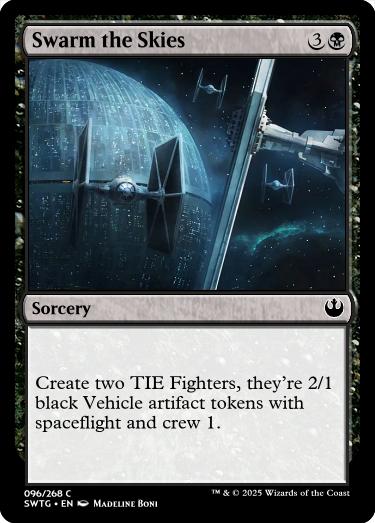 Swarm the Skies 3
Sorcery
Create two TIE Fighters, they're 2/1
black Vehicle artifact tokens with
spaceflight and crew 1.
096/268 C
SWTG • EN Madeline Boni
™ & © 2025 Wizards of the Coast